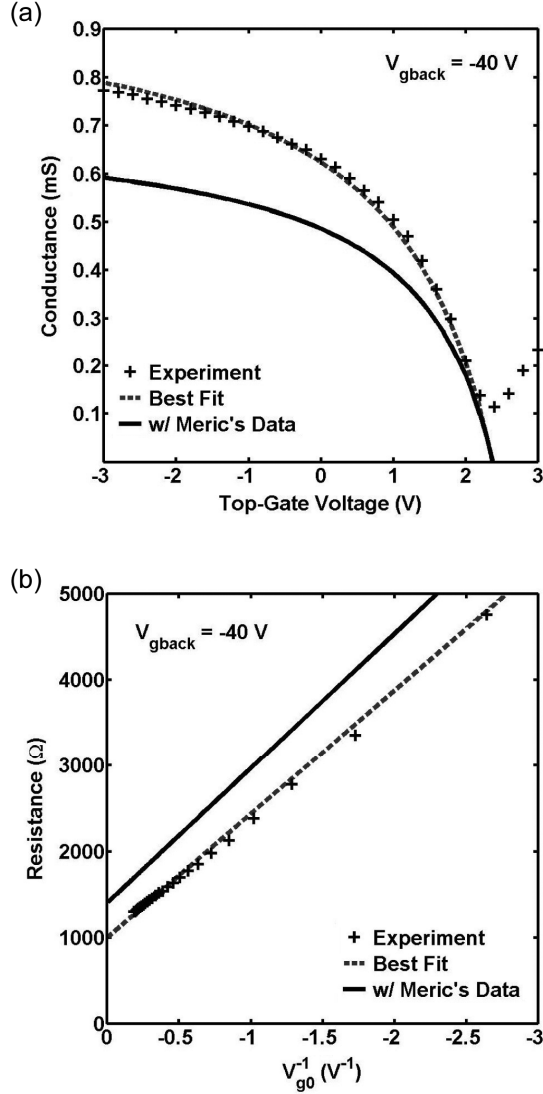 (a)
V_gback = -40 V
0.9
0.8
0.7
0.6
0.5
0.4
0.3
0.2
0.1
Conductance (mS)
+ Experiment
Best Fit
w/ Meric's Data
-3 -2 -1 0 1 2 3
Top-Gate Voltage (V)
(b)
V_gback = -40 V
5000
4000
3000
2000
1000
0
Resistance (Ω)
+ Experiment
Best Fit
w/ Meric's Data
0 -0.5 -1 -1.5 -2 -2.5 -3
V_g0^-1 (V^-1)